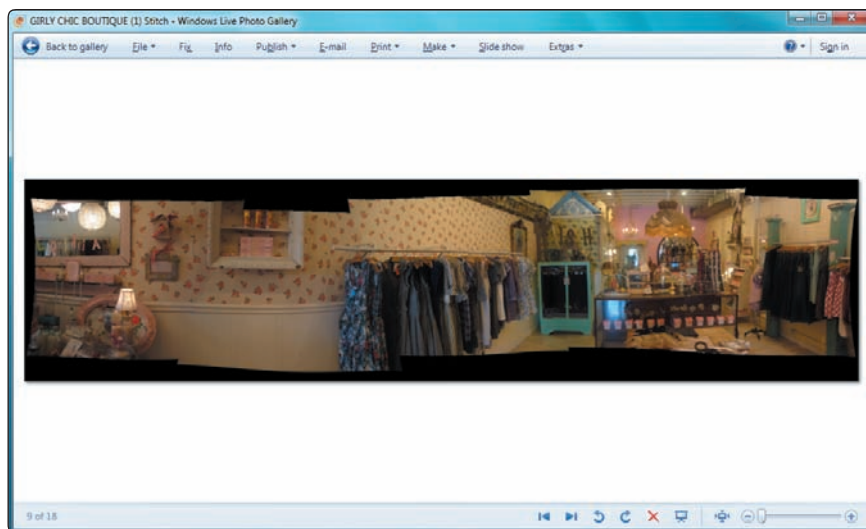 GIRLY CHIC BOUTIQUE (1) Stitch - Windows Live Photo Gallery
Back to gallery File Fix Info Publish E-mail Print Make Slide show Extras Sign in
9 of 18